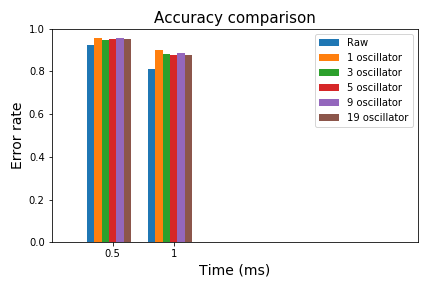 Accuracy comparison
1.0
0.8
0.6
0.4
0.2
0.0
Error rate
0.5
1
Time (ms)
Raw
1 oscillator
3 oscillator
5 oscillator
9 oscillator
19 oscillator